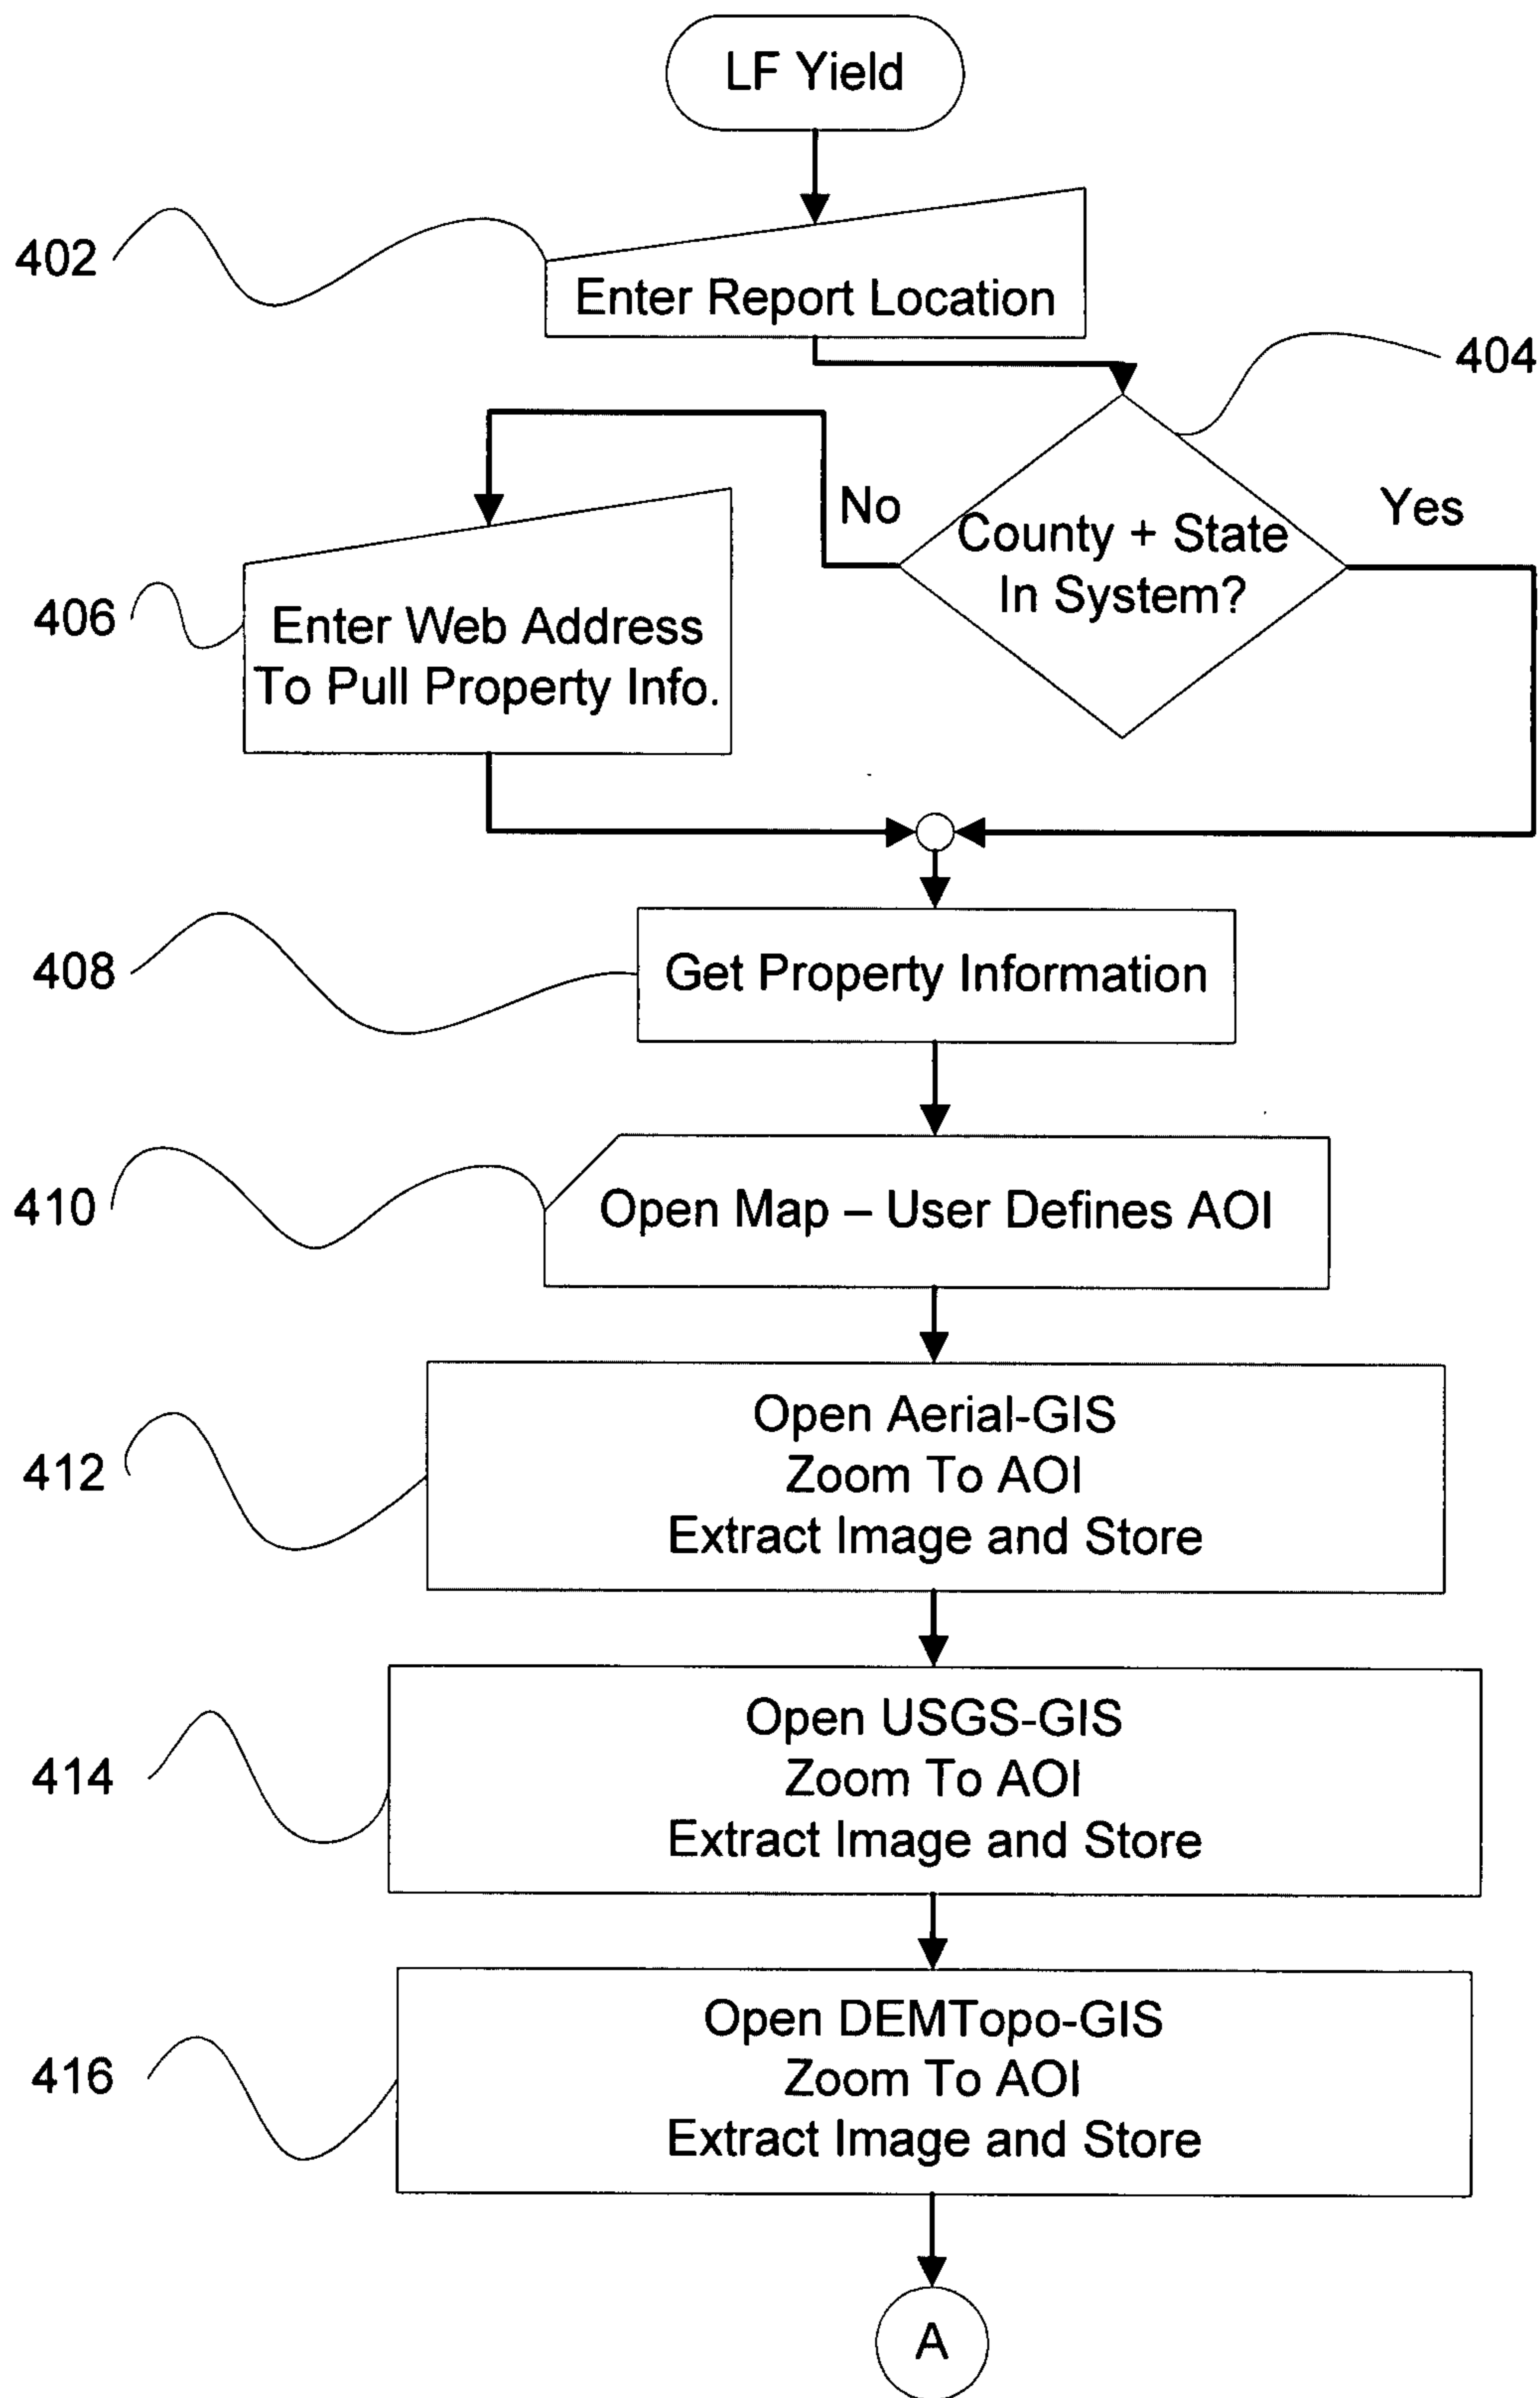 LF Yield
402
Enter Report Location
404
No
County + State
In System?
Yes
406
Enter Web Address
To Pull Property Info.
408
Get Property Information
410
Open Map – User Defines AOI
412
Open Aerial-GIS
Zoom To AOI
Extract Image and Store
414
Open USGS-GIS
Zoom To AOI
Extract Image and Store
416
Open DEMTopo-GIS
Zoom To AOI
Extract Image and Store
A